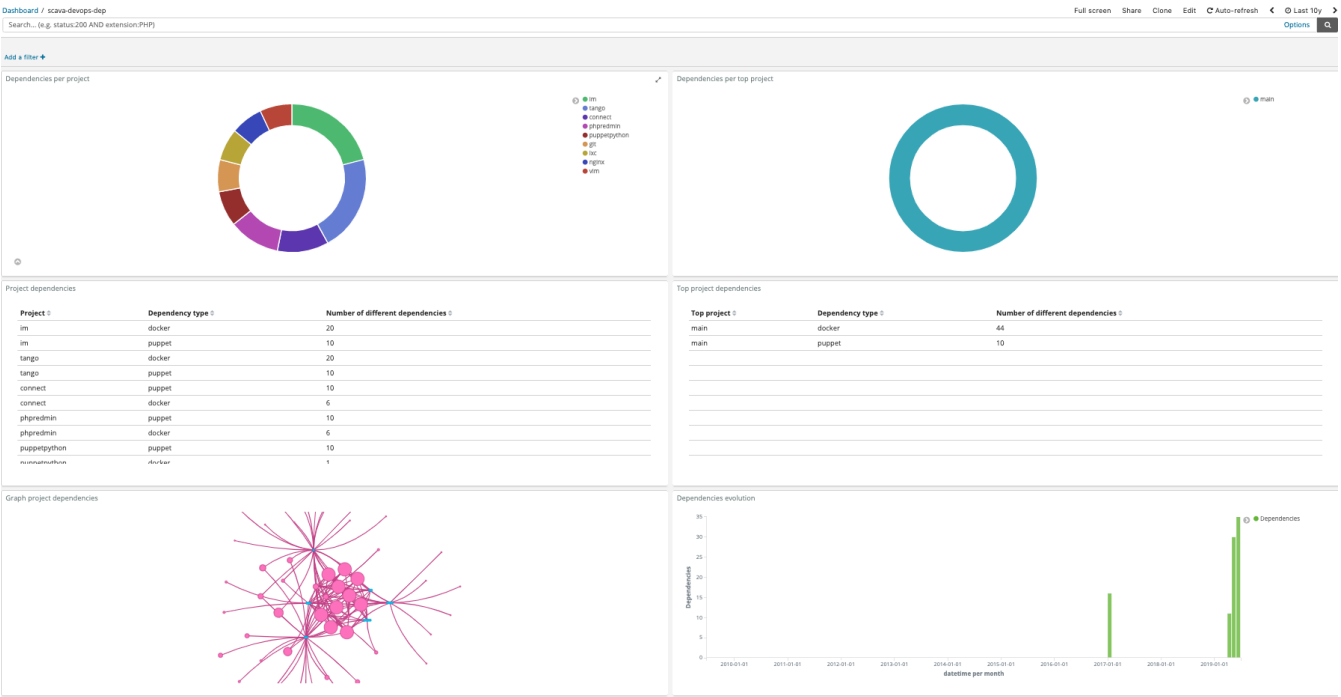 Dashboard / scava-devops-dep
Full screen Share Clone Edit Auto-refresh Last 10y
Search... (e.g. status:200 AND extension:PHP)
Options
Add a filter +
Dependencies per project
im
tango
connect
phpredmin
puppetpython
git
lxc
nginx
vim
Dependencies per top project
main
Project dependencies
Project Dependency type Number of different dependencies
im docker 20
im puppet 10
tango docker 20
tango puppet 10
connect puppet 10
connect docker 6
phpredmin puppet 10
phpredmin docker 6
puppetpython puppet 10
puppetpython docker 1
Top project dependencies
Top project Dependency type Number of different dependencies
main docker 44
main puppet 10
Graph project dependencies
Dependencies evolution
Dependencies
35
30
25
20
15
10
5
0
Dependencies
2010-01-01 2011-01-01 2012-01-01 2013-01-01 2014-01-01 2015-01-01 2016-01-01 2017-01-01 2018-01-01 2019-01-01
datetime per month